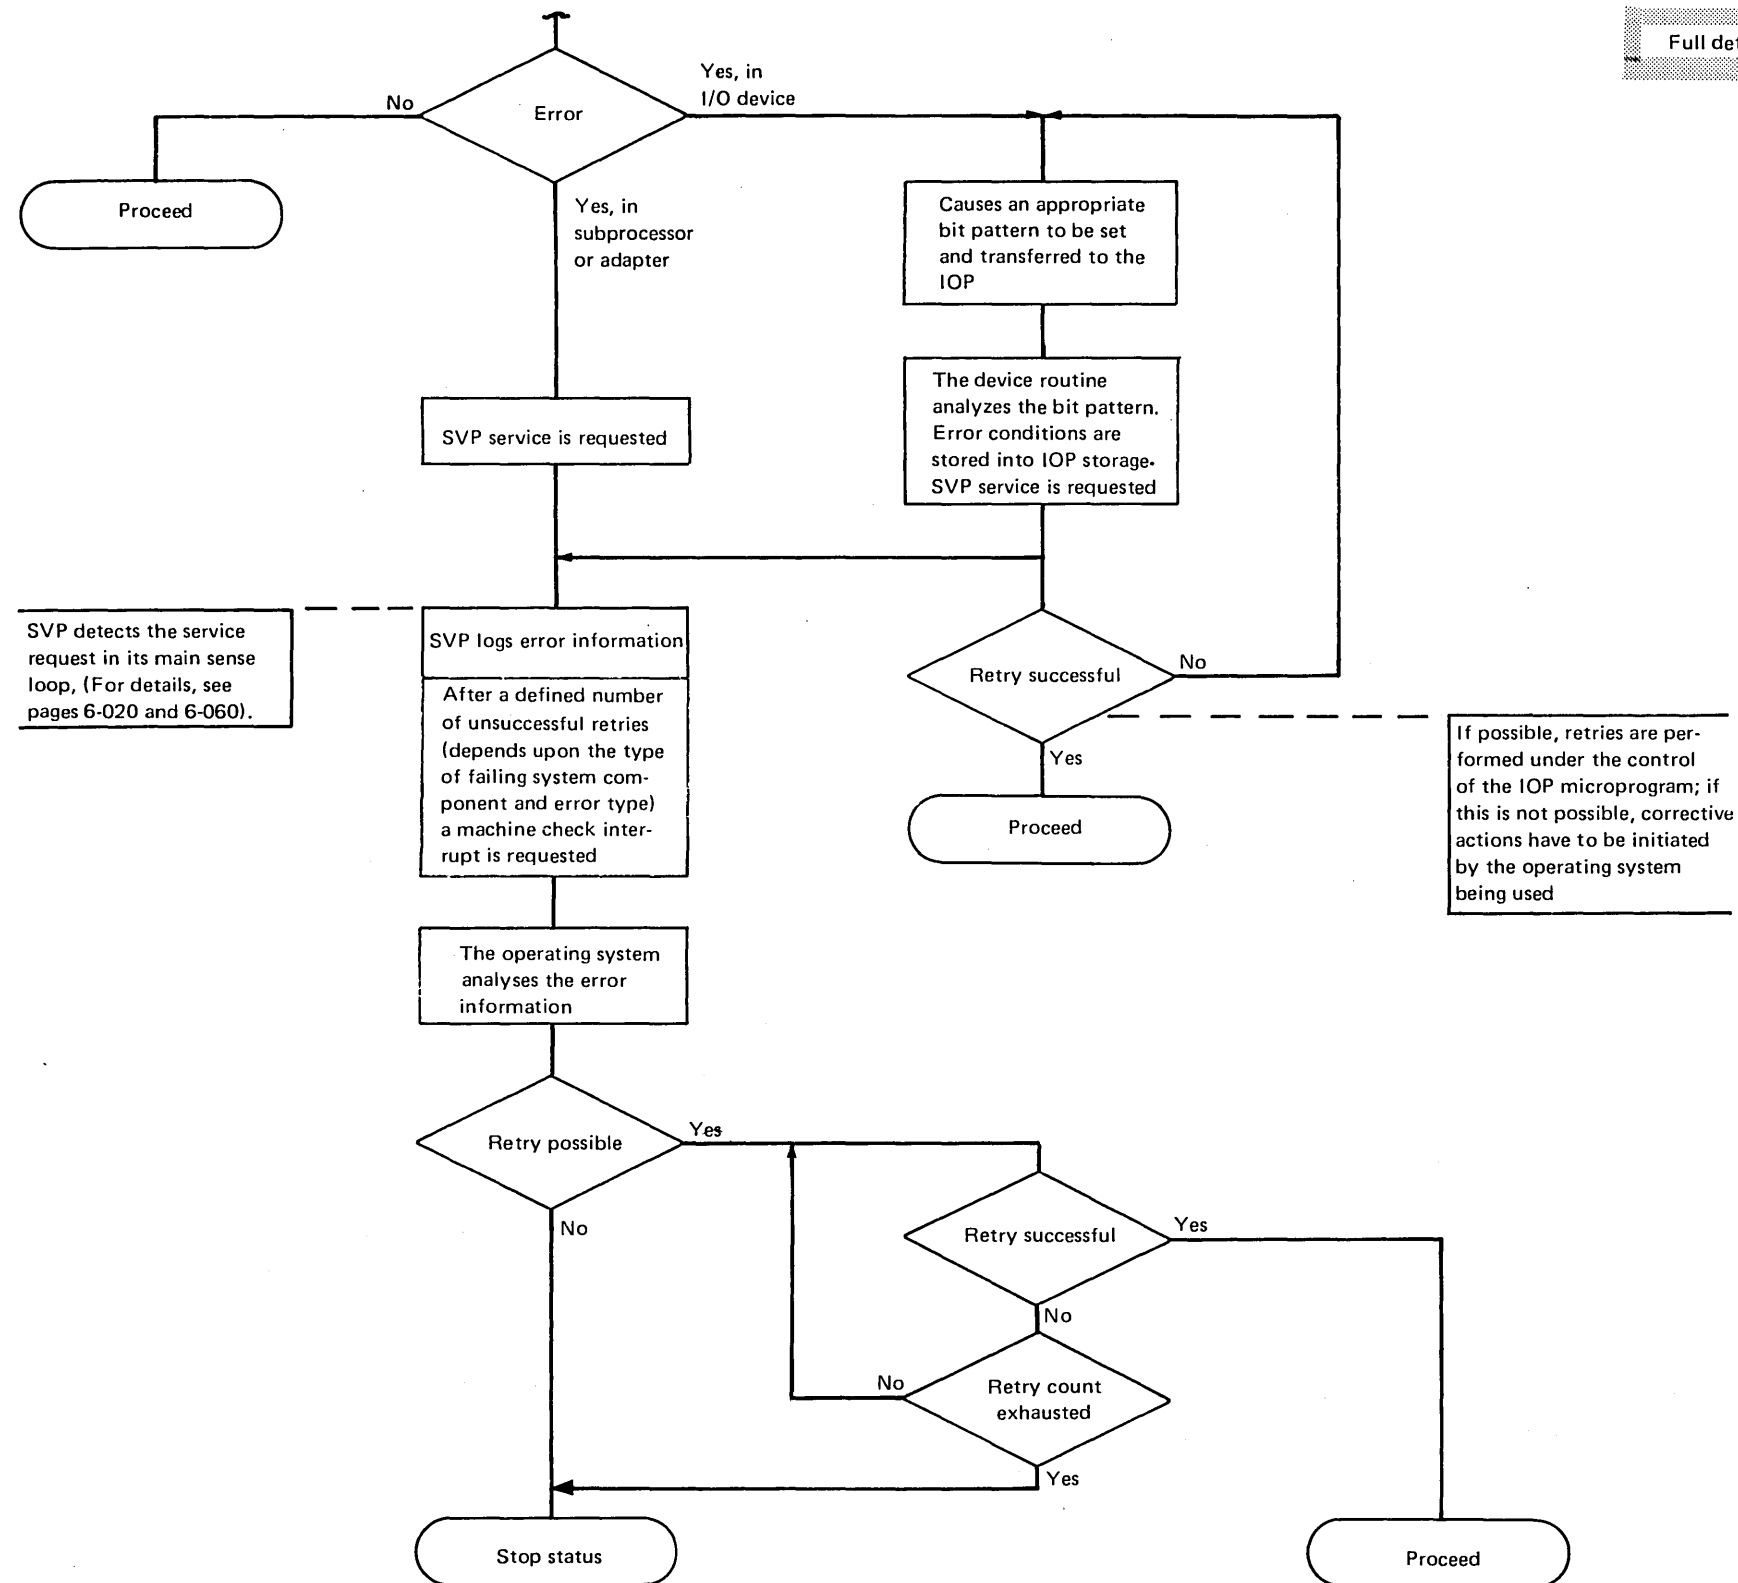 Full det
Yes, in
I/O device
No
Error
Proceed
Yes, in
subprocessor
or adapter
Causes an appropriate
bit pattern to be set
and transferred to the
IOP
The device routine
analyzes the bit pattern.
Error conditions are
stored into IOP storage.
SVP service is requested
SVP service is requested
SVP detects the service
request in its main sense
loop, (For details, see
pages 6-020 and 6-060).
SVP logs error information
After a defined number
of unsuccessful retries
(depends upon the type
of failing system com-
ponent and error type)
a machine check inter-
rupt is requested
Retry successful
No
Yes
Proceed
If possible, retries are per-
formed under the control
of the IOP microprogram; if
this is not possible, corrective
actions have to be initiated
by the operating system
being used
The operating system
analyses the error
information
Retry possible
Yes
No
Retry successful
Yes
No
No
Retry count
exhausted
Yes
Stop status
Proceed